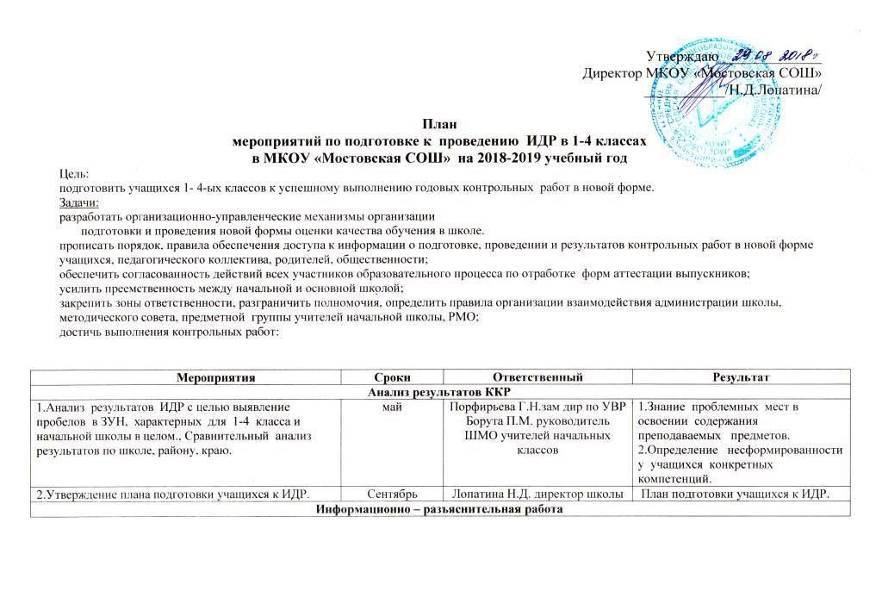 Утверждаю 29.08 2018г
Директор МКОУ «Мостовская СОШ»
/Н.Д.Лопатина/
План
мероприятий по подготовке к проведению ИДР в 1-4 классах
в МКОУ «Мостовская СОШ» на 2018-2019 учебный год
Цель:
подготовить учащихся 1- 4-ых классов к успешному выполнению годовых контрольных работ в новой форме.
Задачи:
разработать организационно-управленческие механизмы организации
подготовки и проведения новой формы оценки качества обучения в школе.
прописать порядок, правила обеспечения доступа к информации о подготовке, проведении и результатов контрольных работ в новой форме
учащихся, педагогического коллектива, родителей, общественности;
обеспечить согласованность действий всех участников образовательного процесса по отработке форм аттестации выпускников;
усилить преемственность между начальной и основной школой;
закрепить зоны ответственности, разграничить полномочия, определить правила организации взаимодействия администрации школы,
методического совета, предметной группы учителей начальной школы, РМО;
достичь выполнения контрольных работ:
Мероприятия Сроки Ответственный Результат
Анализ результатов ККР
1.Анализ результатов ИДР с целью выявление
пробелов в ЗУН, характерных для 1-4 класса и
начальной школы в целом., Сравнительный анализ
результатов по школе, району, краю.
май
Порфирьева Г.Н.зам дир по УВР
Борута П.М. руководитель
ШМО учителей начальных
классов
1.Знание проблемных мест в
освоении содержания
преподаваемых предметов.
2.Определение несформированности
у учащихся конкретных
компетенций.
2.Утверждение плана подготовки учащихся к ИДР. Сентябрь Лопатина Н.Д. директор школы План подготовки учащихся к ИДР.
Информационно – разъяснительная работа